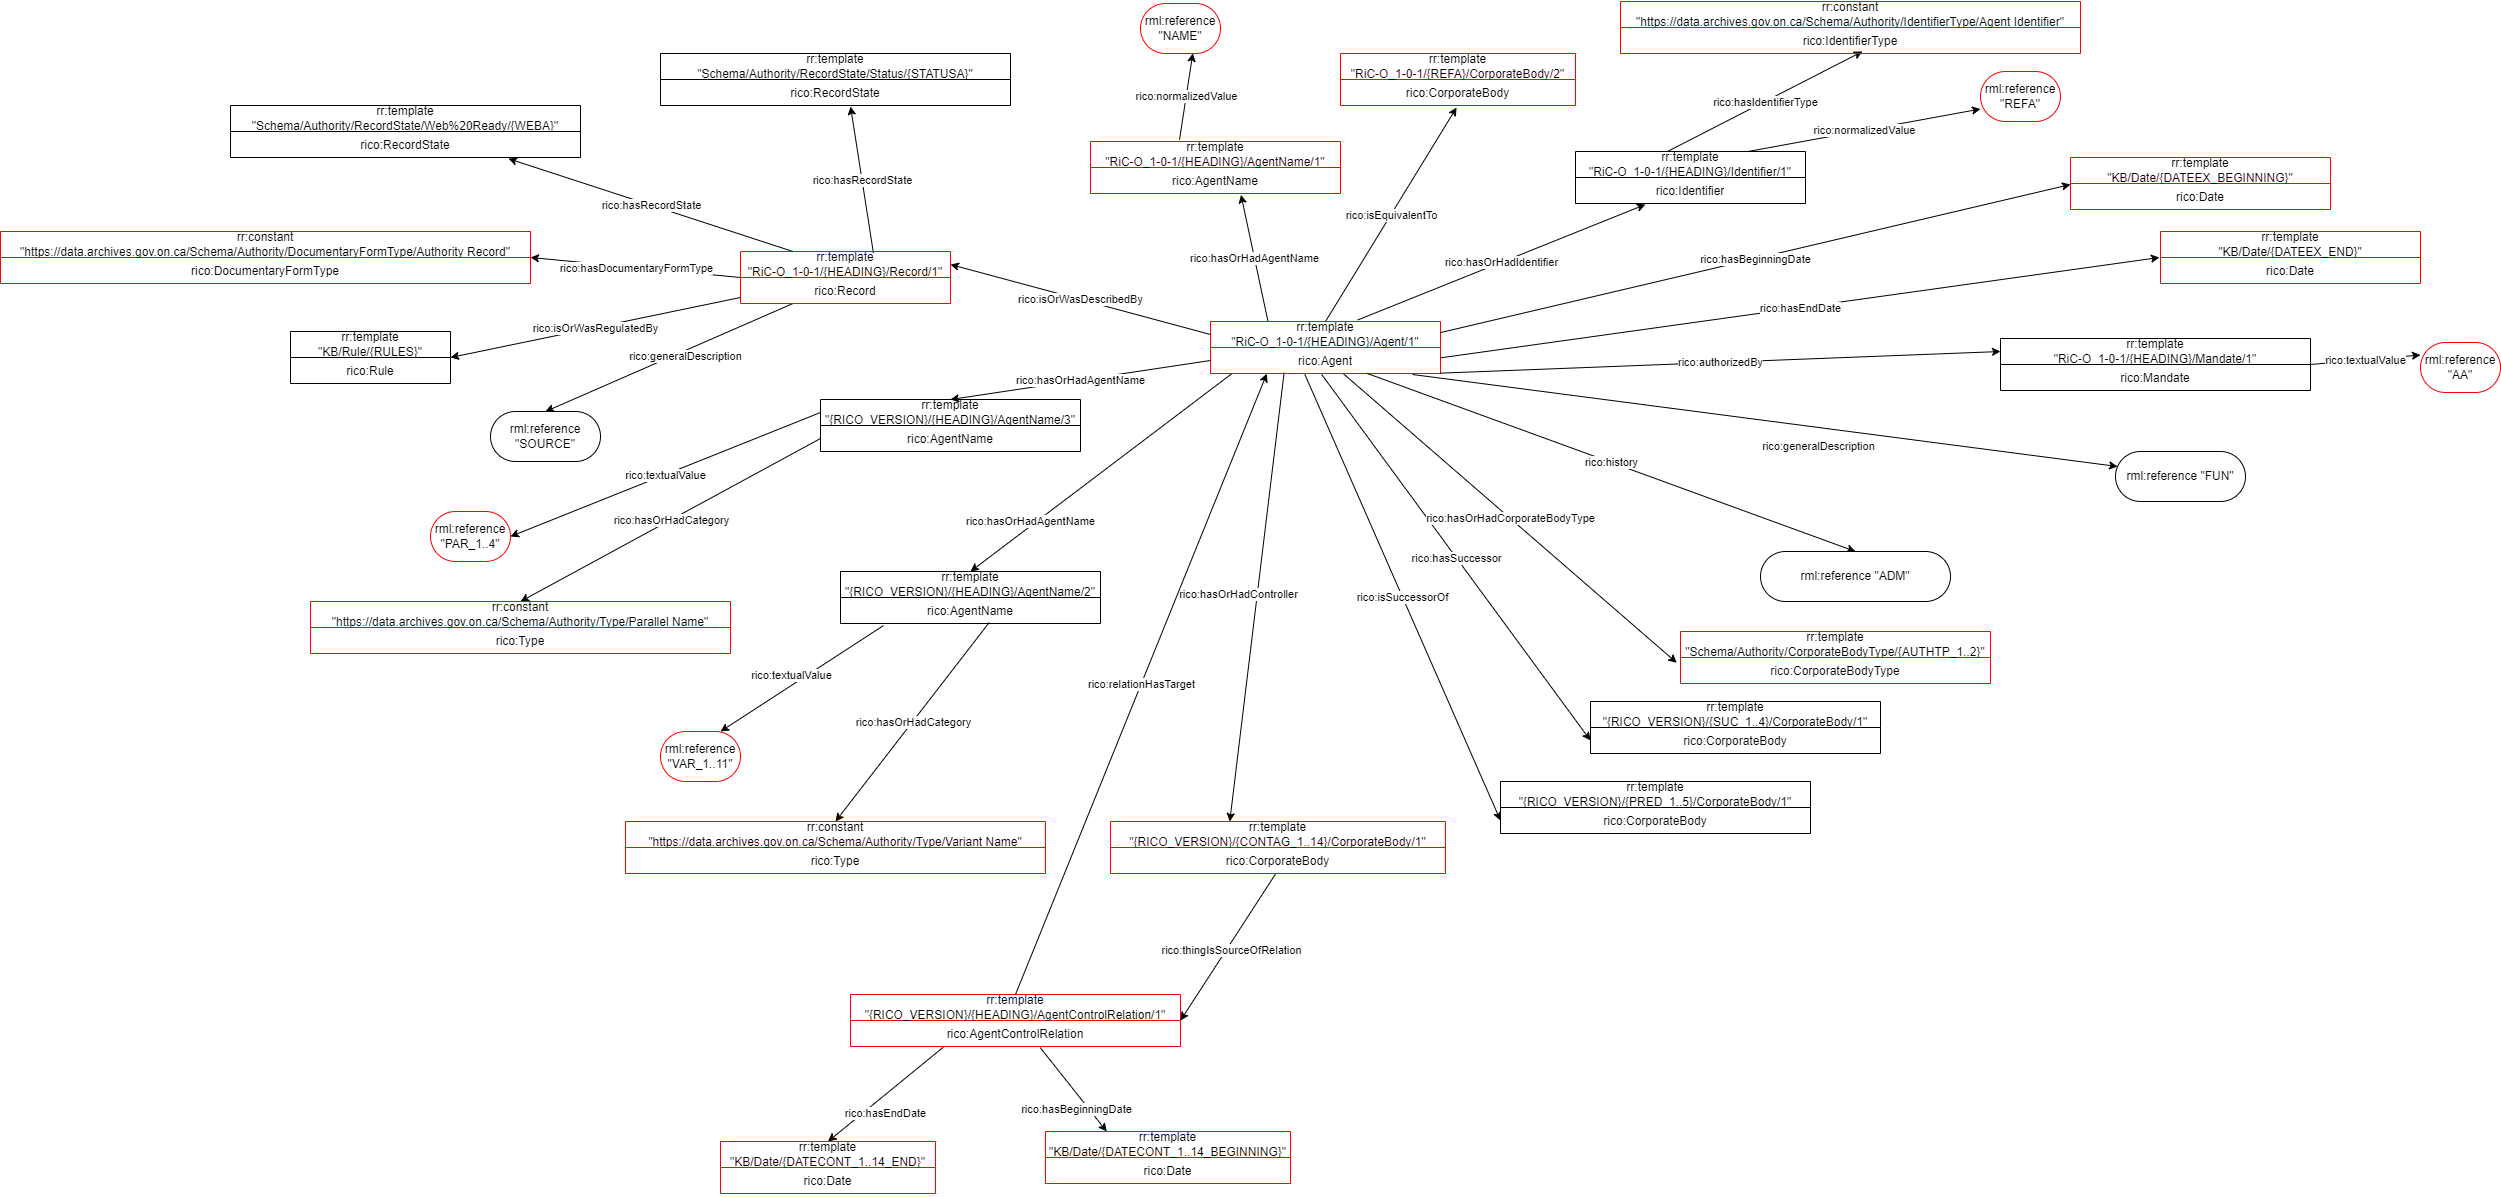 rml:reference
"NAME"
rr:constant
"https://data.archives.gov.on.ca/Schema/Authority/IdentifierType/Agent Identifier"
rico:IdentifierType
rr:template
"Schema/Authority/RecordState/Status/{STATUSA}"
rico:RecordState
rr:template
"RiC-O_1-0-1/{REFA}/CorporateBody/2"
rico:CorporateBody
rml:reference
"REFA"
rico:normalizedValue
rico:hasIdentifierType
rico:normalizedValue
rr:template
"Schema/Authority/RecordState/Web%20Ready/{WEBA}"
rico:RecordState
rr:template
"RiC-O_1-0-1/{HEADING}/AgentName/1"
rico:AgentName
rr:template
"RiC-O_1-0-1/{HEADING}/Identifier/1"
rico:Identifier
rr:template
"KB/Date/{DATEEX_BEGINNING}"
rico:Date
rico:hasRecordState
rico:hasRecordState
rico:isEquivalentTo
rr:constant
"https://data.archives.gov.on.ca/Schema/Authority/DocumentaryFormType/Authority Record"
rico:DocumentaryFormType
rico:hasDocumentaryFormType
rr:template
"RiC-O_1-0-1/{HEADING}/Record/1"
rico:Record
rico:hasOrHadAgentName
rico:hasOrHadIdentifier
rico:hasBeginningDate
rr:template
"KB/Date/{DATEEX_END}"
rico:Date
rico:isOrWasDescribedBy
rico:hasEndDate
rico:isOrWasRegulatedBy
rr:template
"KB/Rule/{RULES}"
rico:Rule
rico:generalDescription
rr:template
"RiC-O_1-0-1/{HEADING}/Agent/1"
rico:Agent
rico:authorizedBy
rr:template
"RiC-O_1-0-1/{HEADING}/Mandate/1"
rico:Mandate
rico:textualValue
rml:reference
"AA"
rico:hasOrHadAgentName
rml:reference
"SOURCE"
rr:template
"{RICO_VERSION}/{HEADING}/AgentName/3"
rico:AgentName
rico:generalDescription
rico:history
rml:reference "FUN"
rico:textualValue
rml:reference
"PAR_1..4"
rico:hasOrHadCategory
rico:hasOrHadAgentName
rico:hasOrHadCorporateBodyType
rico:hasSuccessor
rml:reference "ADM"
rr:template
"{RICO_VERSION}/{HEADING}/AgentName/2"
rico:AgentName
rico:hasOrHadController
rico:isSuccessorOf
rr:constant
"https://data.archives.gov.on.ca/Schema/Authority/Type/Parallel Name"
rico:Type
rr:template
"Schema/Authority/CorporateBodyType/{AUTHTP_1..2}"
rico:CorporateBodyType
rico:textualValue
rico:relationHasTarget
rico:hasOrHadCategory
rr:template
"{RICO_VERSION}/{SUC_1..4}/CorporateBody/1"
rico:CorporateBody
rml:reference
"VAR_1..11"
rr:template
"{RICO_VERSION}/{PRED_1..5}/CorporateBody/1"
rico:CorporateBody
rr:constant
"https://data.archives.gov.on.ca/Schema/Authority/Type/Variant Name"
rico:Type
rr:template
"{RICO_VERSION}/{CONTAG_1..14}/CorporateBody/1"
rico:CorporateBody
rico:thingIsSourceOfRelation
rr:template
"{RICO_VERSION}/{HEADING}/AgentControlRelation/1"
rico:AgentControlRelation
rico:hasEndDate
rico:hasBeginningDate
rr:template
"KB/Date/{DATECONT_1..14_END}"
rico:Date
rr:template
"KB/Date/{DATECONT_1..14_BEGINNING}"
rico:Date